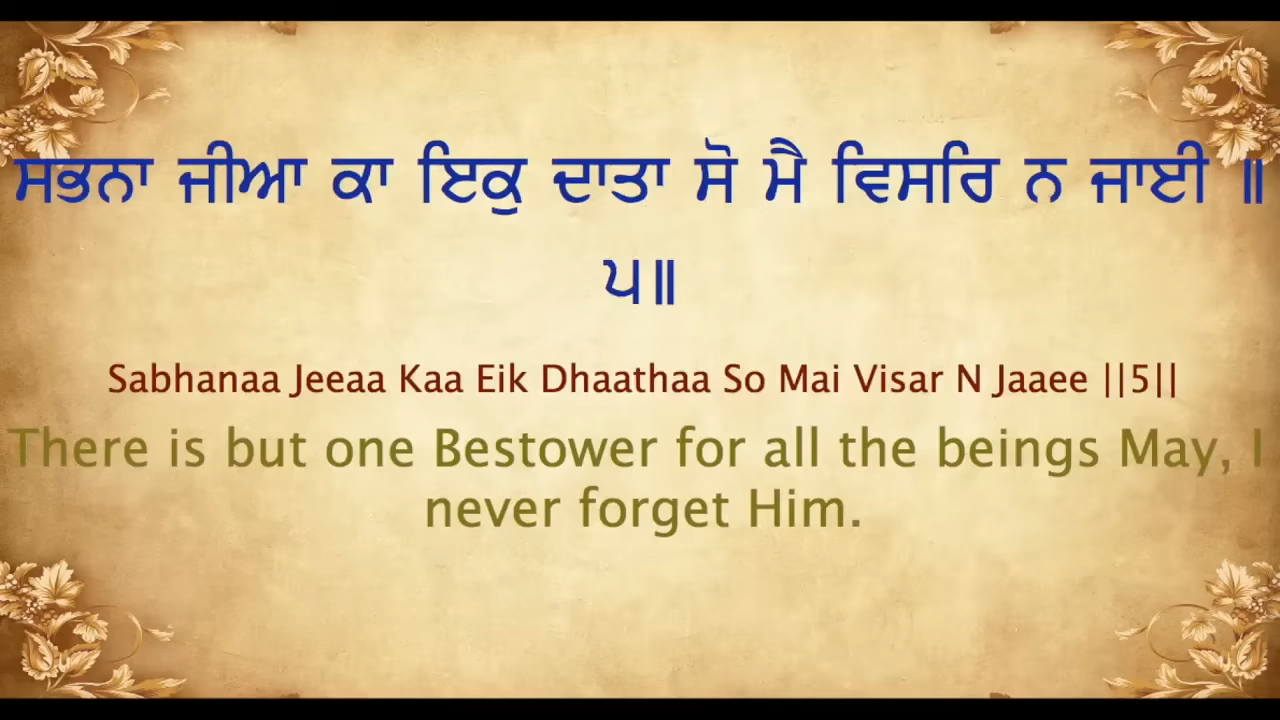 ਸਭਨਾ ਜੀਆ ਕਾ ਇਕੁ ਦਾਤਾ ਸੋ ਮੈ ਵਿਸਰਿ ਨ ਜਾਈ ॥
੫॥
Sabhanaa Jeeaa Kaa Eik Dhaathaa So Mai Visar N Jaaee ||5||
There is but one Bestower for all the beings May, I
never forget Him.